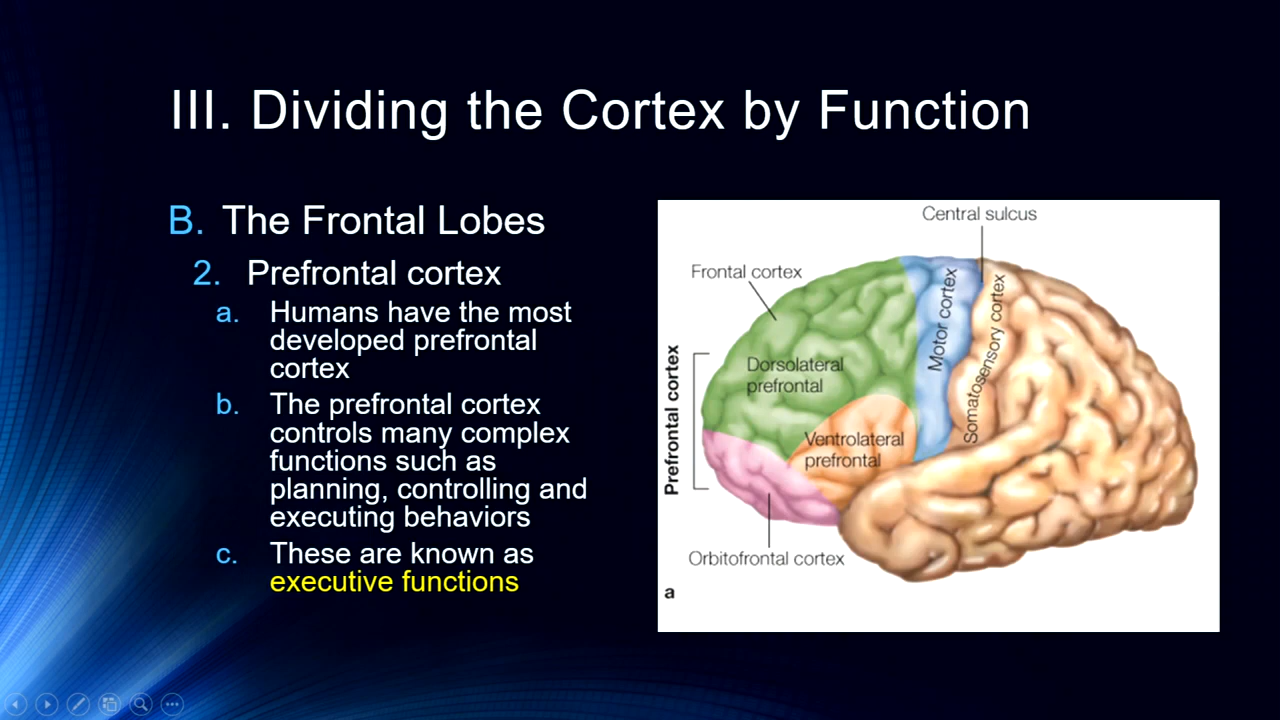 III. Dividing the Cortex by Function
B. The Frontal Lobes
2. Prefrontal cortex
a. Humans have the most
developed prefrontal
cortex
b. The prefrontal cortex
controls many complex
functions such as
planning, controlling and
executing behaviors
c. These are known as
executive functions
Central sulcus
Frontal cortex
Motor cortex
Somatosensory cortex
Prefrontal cortex
Dorsolateral
prefrontal
Ventrolateral
prefrontal
Orbitofrontal cortex
a